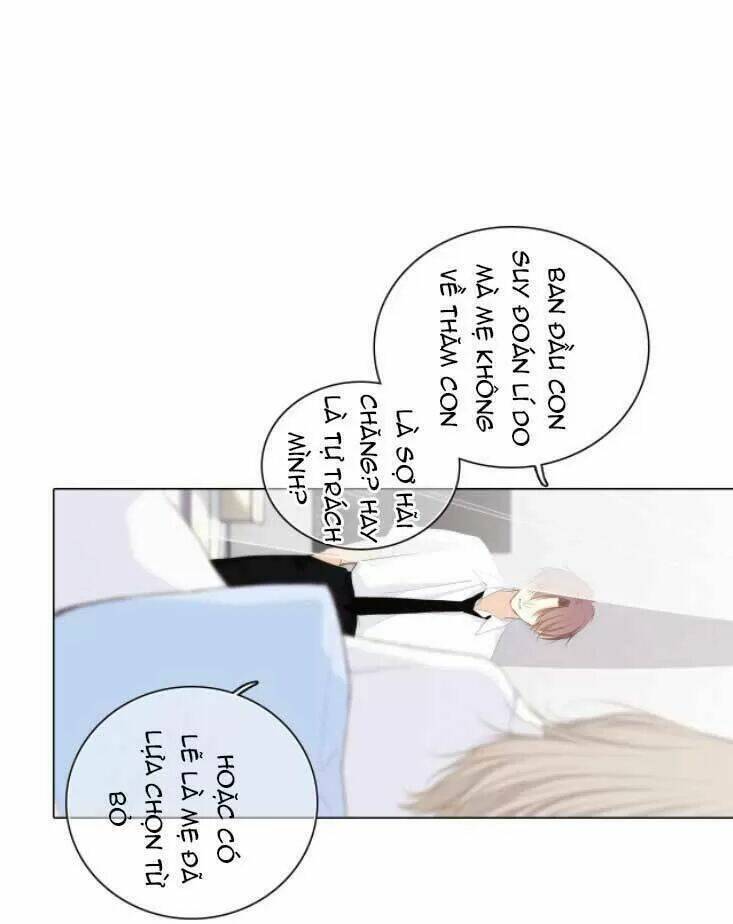 BAN ĐẦU CON
SUY ĐOÁN LÍ DO
MÀ MẸ KHÔNG
VỀ THĂM CON
LÀ SỢ HÃI
CHĂNG? HAY
LÀ TỰ TRÁCH
MÌNH?
HOẶC CÓ
LẼ LÀ MẸ ĐÃ
LỰA CHỌN TỪ
BỎ